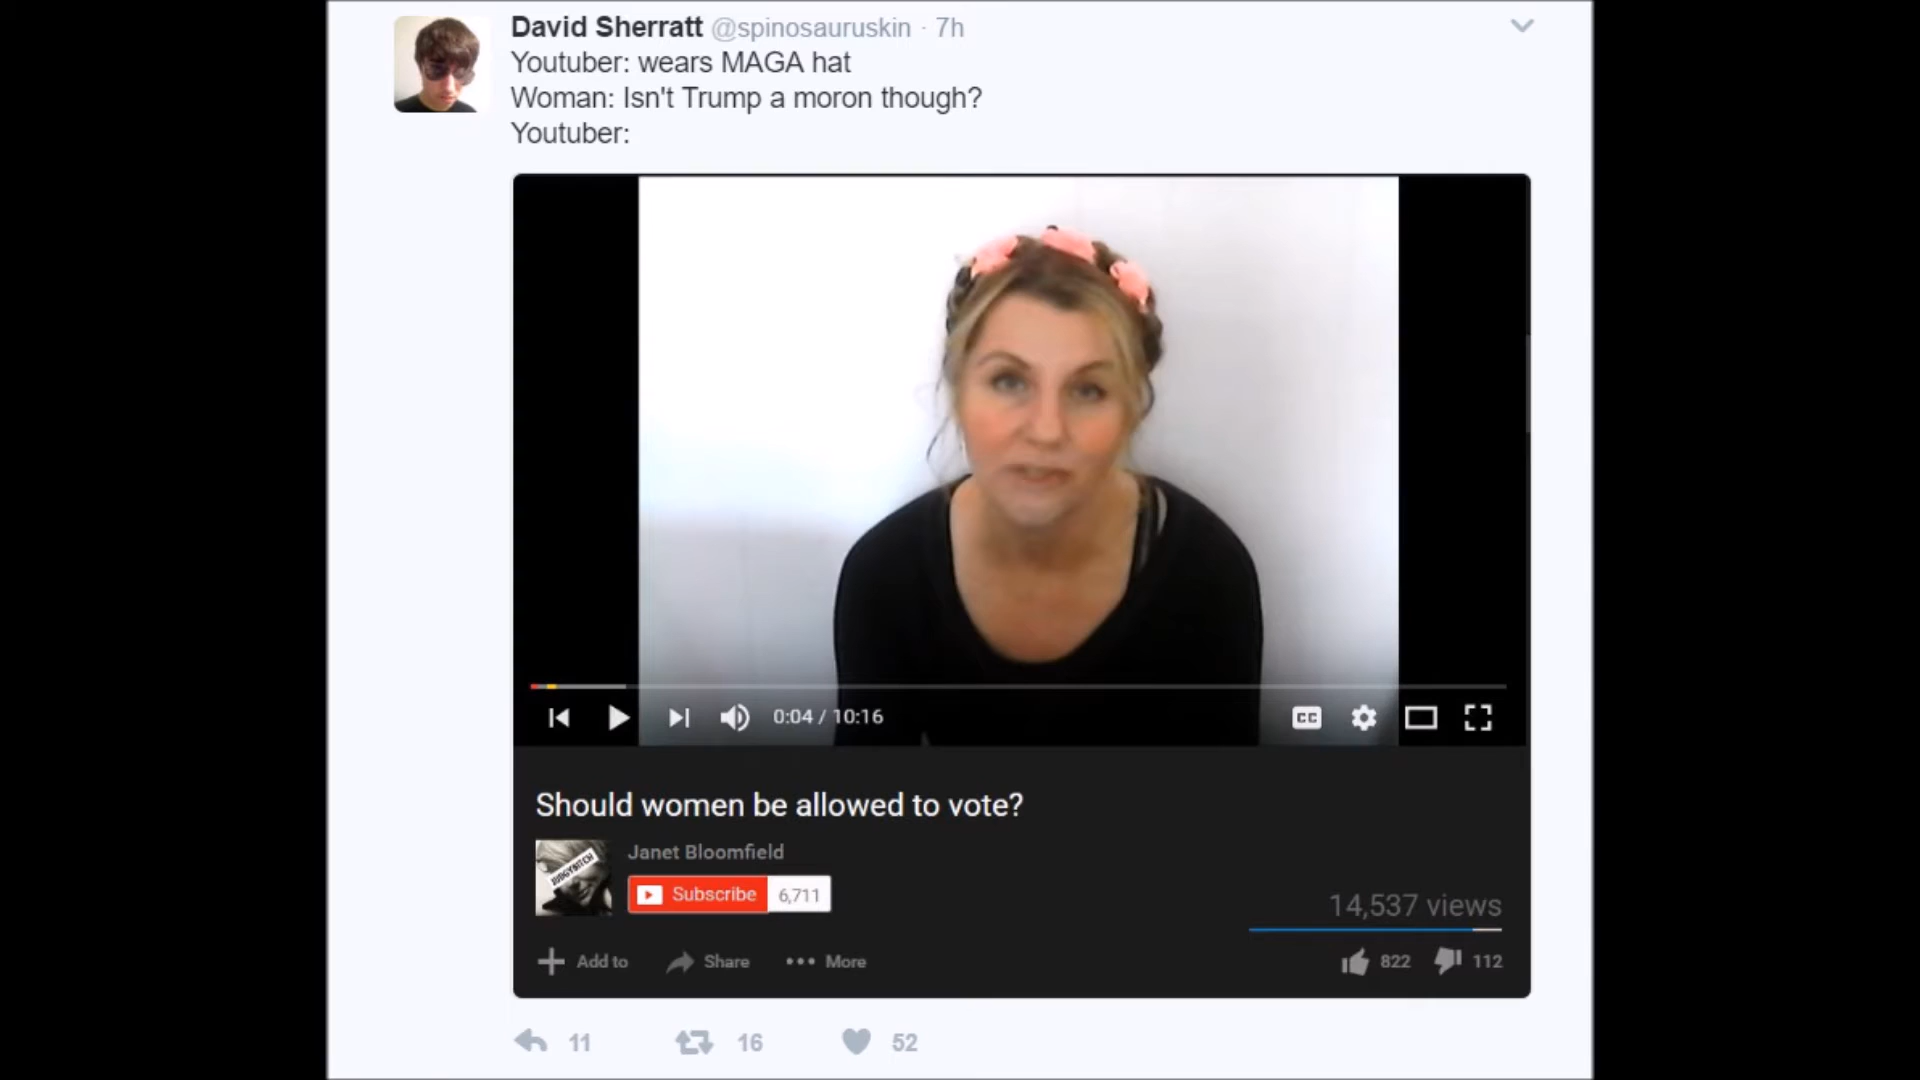 David Sherratt @spinosauruskin · 7h
Youtuber: wears MAGA hat
Woman: Isn't Trump a moron though?
Youtuber:
0:04 / 10:16
CC
Should women be allowed to vote?
JUDGYBITCH
Janet Bloomfield
Subscribe 6,711
14,537 views
Add to Share More
822 112
11 16 52